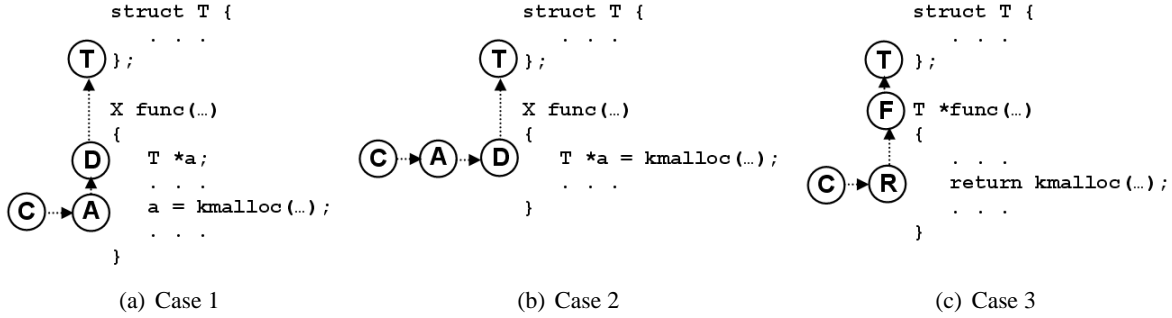 struct T {
. . .
T };
X func(…)
{
D T *a;
. . .
C A a = kmalloc(…);
. . .
}
(a) Case 1
struct T {
. . .
T };
X func(…)
{
C A D T *a = kmalloc(…);
. . .
}
(b) Case 2
struct T {
. . .
T };
F T *func(…)
{
. . .
C R return kmalloc(…);
. . .
}
(c) Case 3